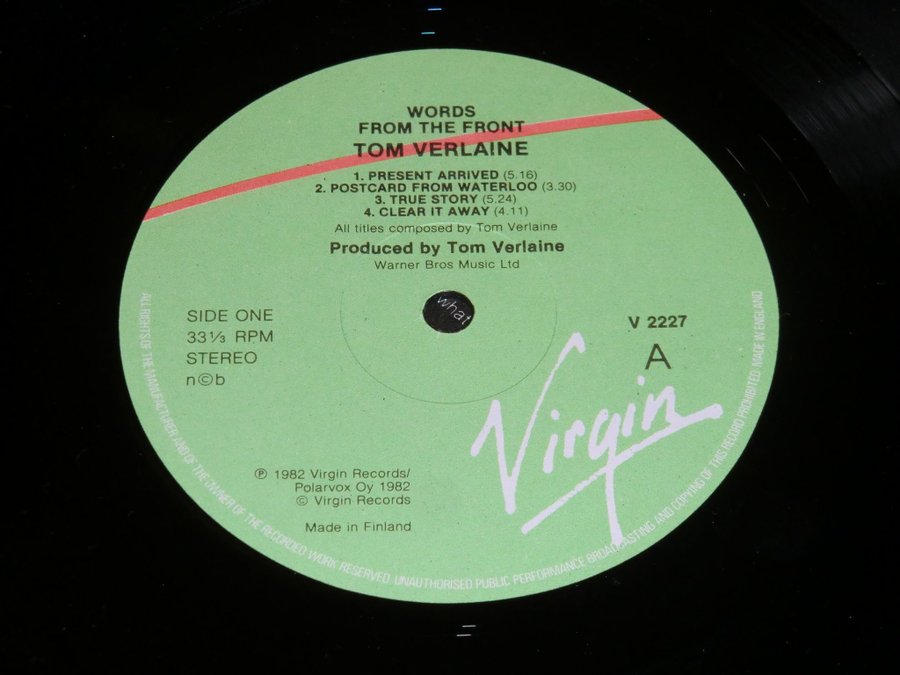 WORDS
FROM THE FRONT
TOM VERLAINE
1. PRESENT ARRIVED (5.16)
2. POSTCARD FROM WATERLOO (3.30)
3. TRUE STORY (5.24)
4. CLEAR IT AWAY (4.11)
All titles composed by Tom Verlaine
Produced by Tom Verlaine
Warner Bros Music Ltd
what
SIDE ONE
33⅓ RPM
STEREO
n©b
V 2227
A
Virgin
℗ 1982 Virgin Records/
Polarvox Oy 1982
© Virgin Records
Made in Finland
ALL RIGHTS OF THE MANUFACTURER AND OF THE OWNER OF THE RECORDED WORK RESERVED. UNAUTHORISED PUBLIC PERFORMANCE BROADCASTING AND COPYING OF THIS RECORD PROHIBITED. MADE IN ENGLAND